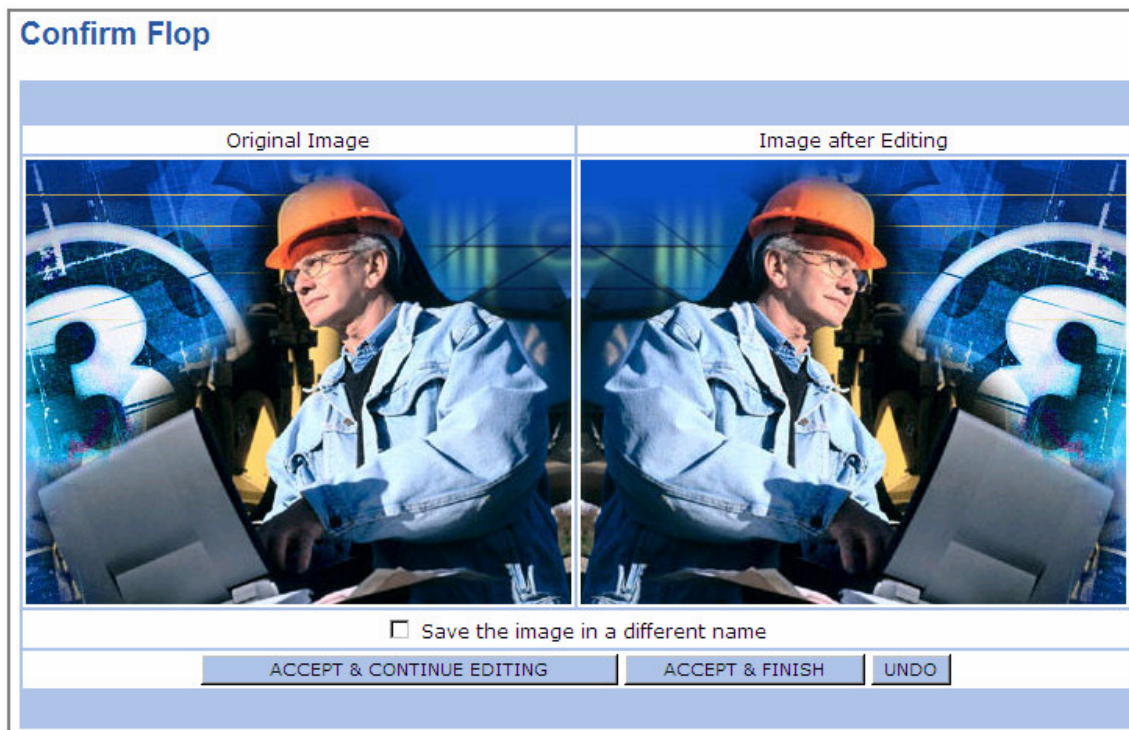 Confirm Flop
Original Image
Image after Editing
3
Save the image in a different name
ACCEPT & CONTINUE EDITING
ACCEPT & FINISH
UNDO